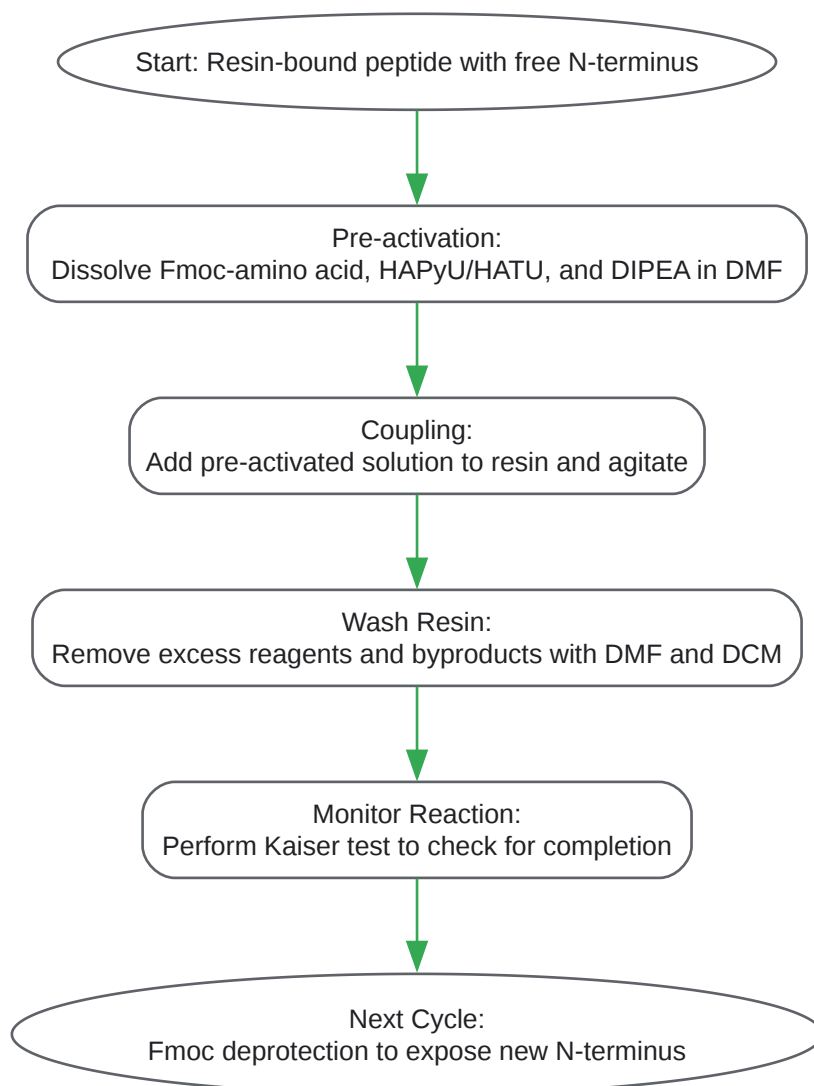 Start: Resin-bound peptide with free N-terminus
Pre-activation:
Dissolve Fmoc-amino acid, HAPyU/HATU, and DIPEA in DMF
Coupling:
Add pre-activated solution to resin and agitate
Wash Resin:
Remove excess reagents and byproducts with DMF and DCM
Monitor Reaction:
Perform Kaiser test to check for completion
Next Cycle:
Fmoc deprotection to expose new N-terminus